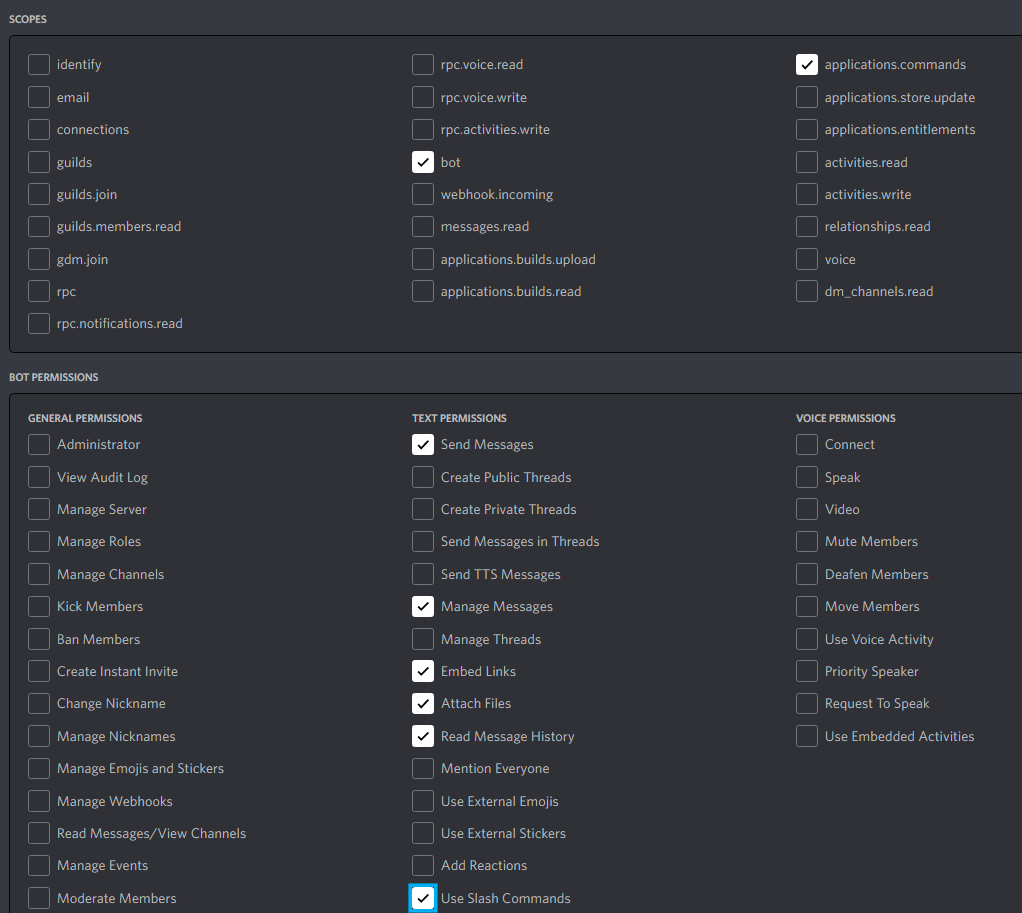 SCOPES
identify
email
connections
guilds
guilds.join
guilds.members.read
gdm.join
rpc
rpc.notifications.read
rpc.voice.read
rpc.voice.write
rpc.activities.write
bot
webhook.incoming
messages.read
applications.builds.upload
applications.builds.read
applications.commands
applications.store.update
applications.entitlements
activities.read
activities.write
relationships.read
voice
dm_channels.read
BOT PERMISSIONS
GENERAL PERMISSIONS
Administrator
View Audit Log
Manage Server
Manage Roles
Manage Channels
Kick Members
Ban Members
Create Instant Invite
Change Nickname
Manage Nicknames
Manage Emojis and Stickers
Manage Webhooks
Read Messages/View Channels
Manage Events
Moderate Members
TEXT PERMISSIONS
Send Messages
Create Public Threads
Create Private Threads
Send Messages in Threads
Send TTS Messages
Manage Messages
Manage Threads
Embed Links
Attach Files
Read Message History
Mention Everyone
Use External Emojis
Use External Stickers
Add Reactions
Use Slash Commands
VOICE PERMISSIONS
Connect
Speak
Video
Mute Members
Deafen Members
Move Members
Use Voice Activity
Priority Speaker
Request To Speak
Use Embedded Activities